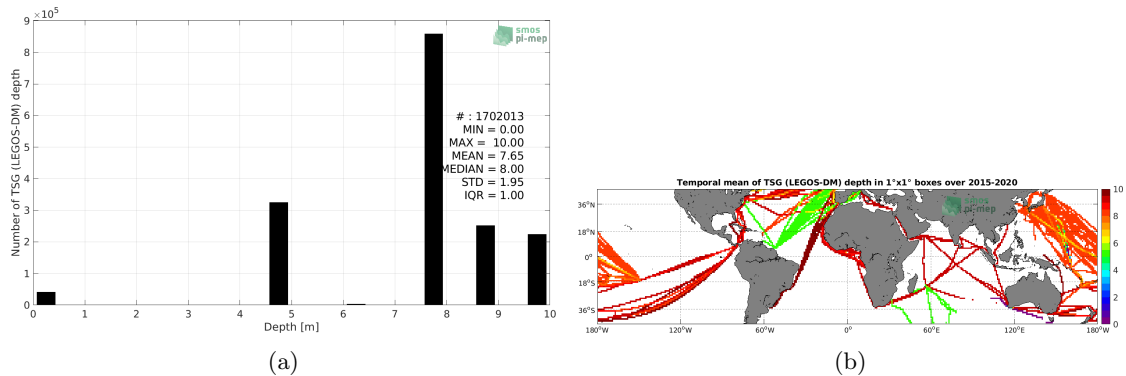 9 ×10⁵
8
7
6
5
4
3
2
1
0
Number of TSG (LEGOS-DM) depth
smos
pi-mep
# : 1702013
MIN = 0.00
MAX = 10.00
MEAN = 7.65
MEDIAN = 8.00
STD = 1.95
IQR = 1.00
0 1 2 3 4 5 6 7 8 9 10
Depth [m]
(a)
Temporal mean of TSG (LEGOS-DM) depth in 1°x1° boxes over 2015-2020
smos
pi-mep
36°N
18°N
0°
18°S
36°S
180°W 120°W 60°W 0° 60°E 120°E 180°W
10
8
6
4
2
0
(b)